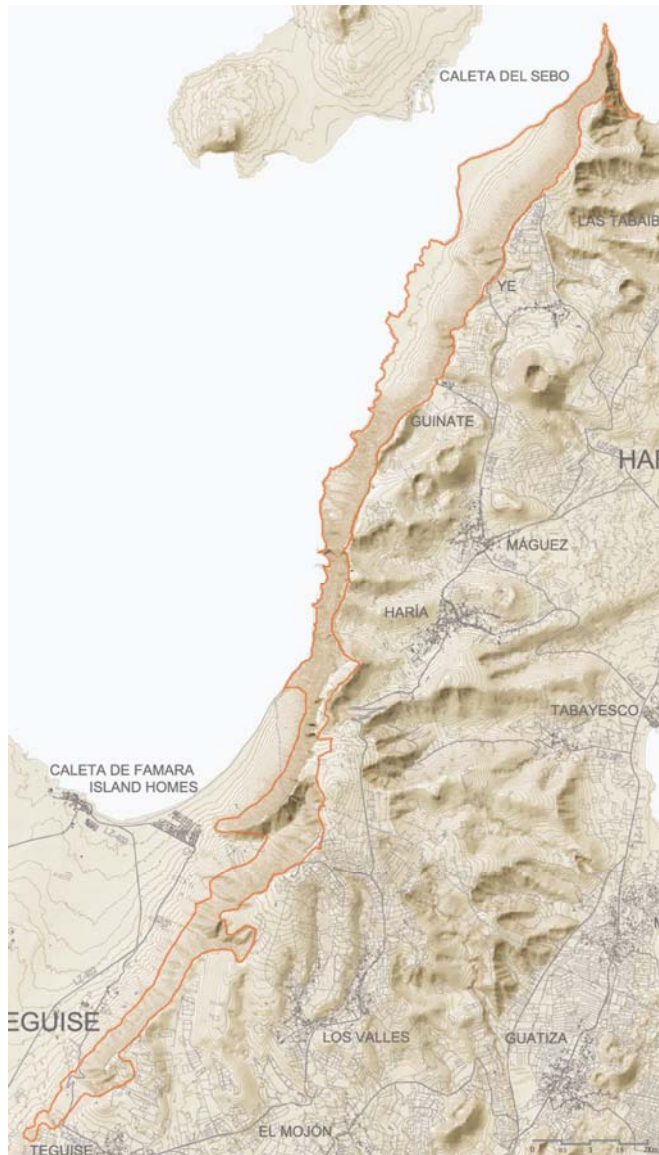 CALETA DEL SEBO
LAS TABAIB
YE
GUINATE
HAR
MÁGUEZ
HARÍA
TABAYESCO
CALETA DE FAMARA
ISLAND HOMES
EGUISE
LOS VALLES
GUATIZA
EL MOJÓN
TEGUISE